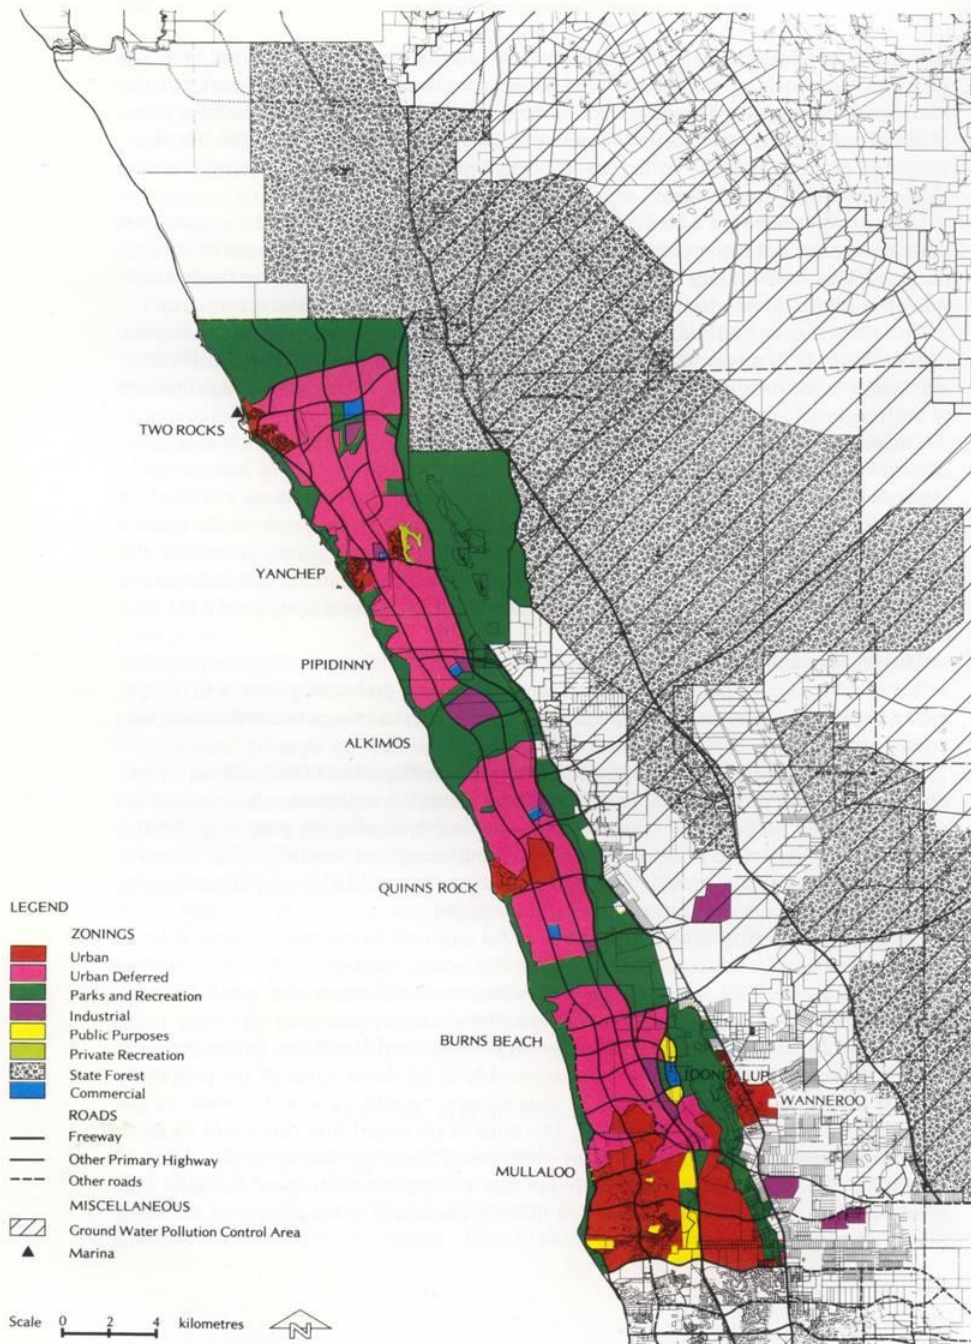 TWO ROCKS
YANCHEP
PIPIDINNY
ALKIMOS
QUINNS ROCK
BURNS BEACH
JOONDALUP
WANNEROO
MULLALOO
LEGEND
ZONINGS
Urban
Urban Deferred
Parks and Recreation
Industrial
Public Purposes
Private Recreation
State Forest
Commercial
ROADS
Freeway
Other Primary Highway
Other roads
MISCELLANEOUS
Ground Water Pollution Control Area
Marina
Scale 0 2 4 kilometres
N